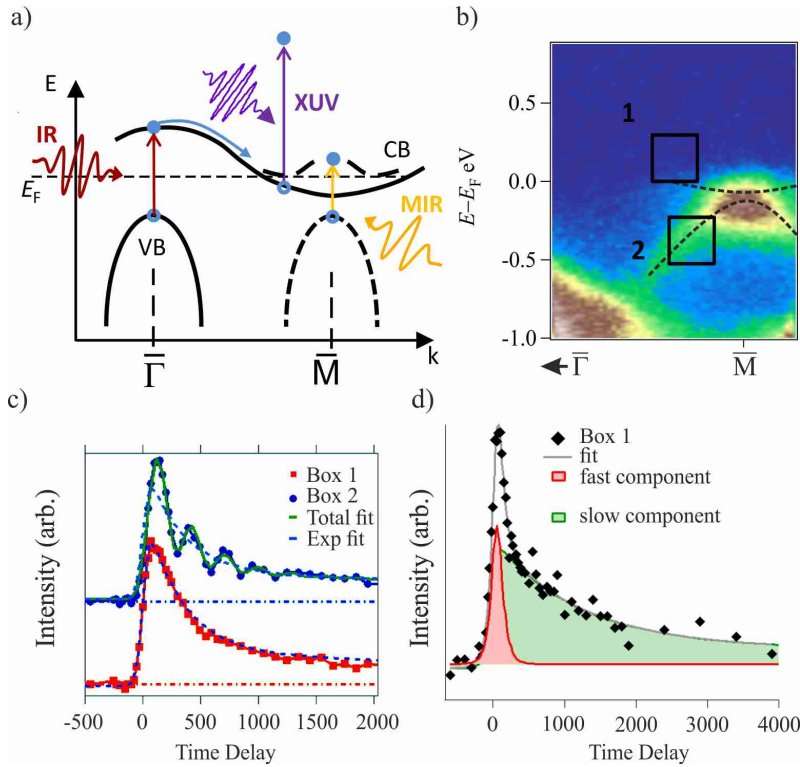 a)
E
IR
XUV
CB
E_F
MIR
VB
Γ̅
M̅
k
b)
E–E_F eV
0.5
0.0
-0.5
-1.0
1
2
Γ̅
M̅
c)
Intensity (arb.)
Box 1
Box 2
Total fit
Exp fit
-500 0 500 1000 1500 2000
Time Delay
d)
Intensity (arb.)
Box 1
fit
fast component
slow component
0 1000 2000 3000 4000
Time Delay